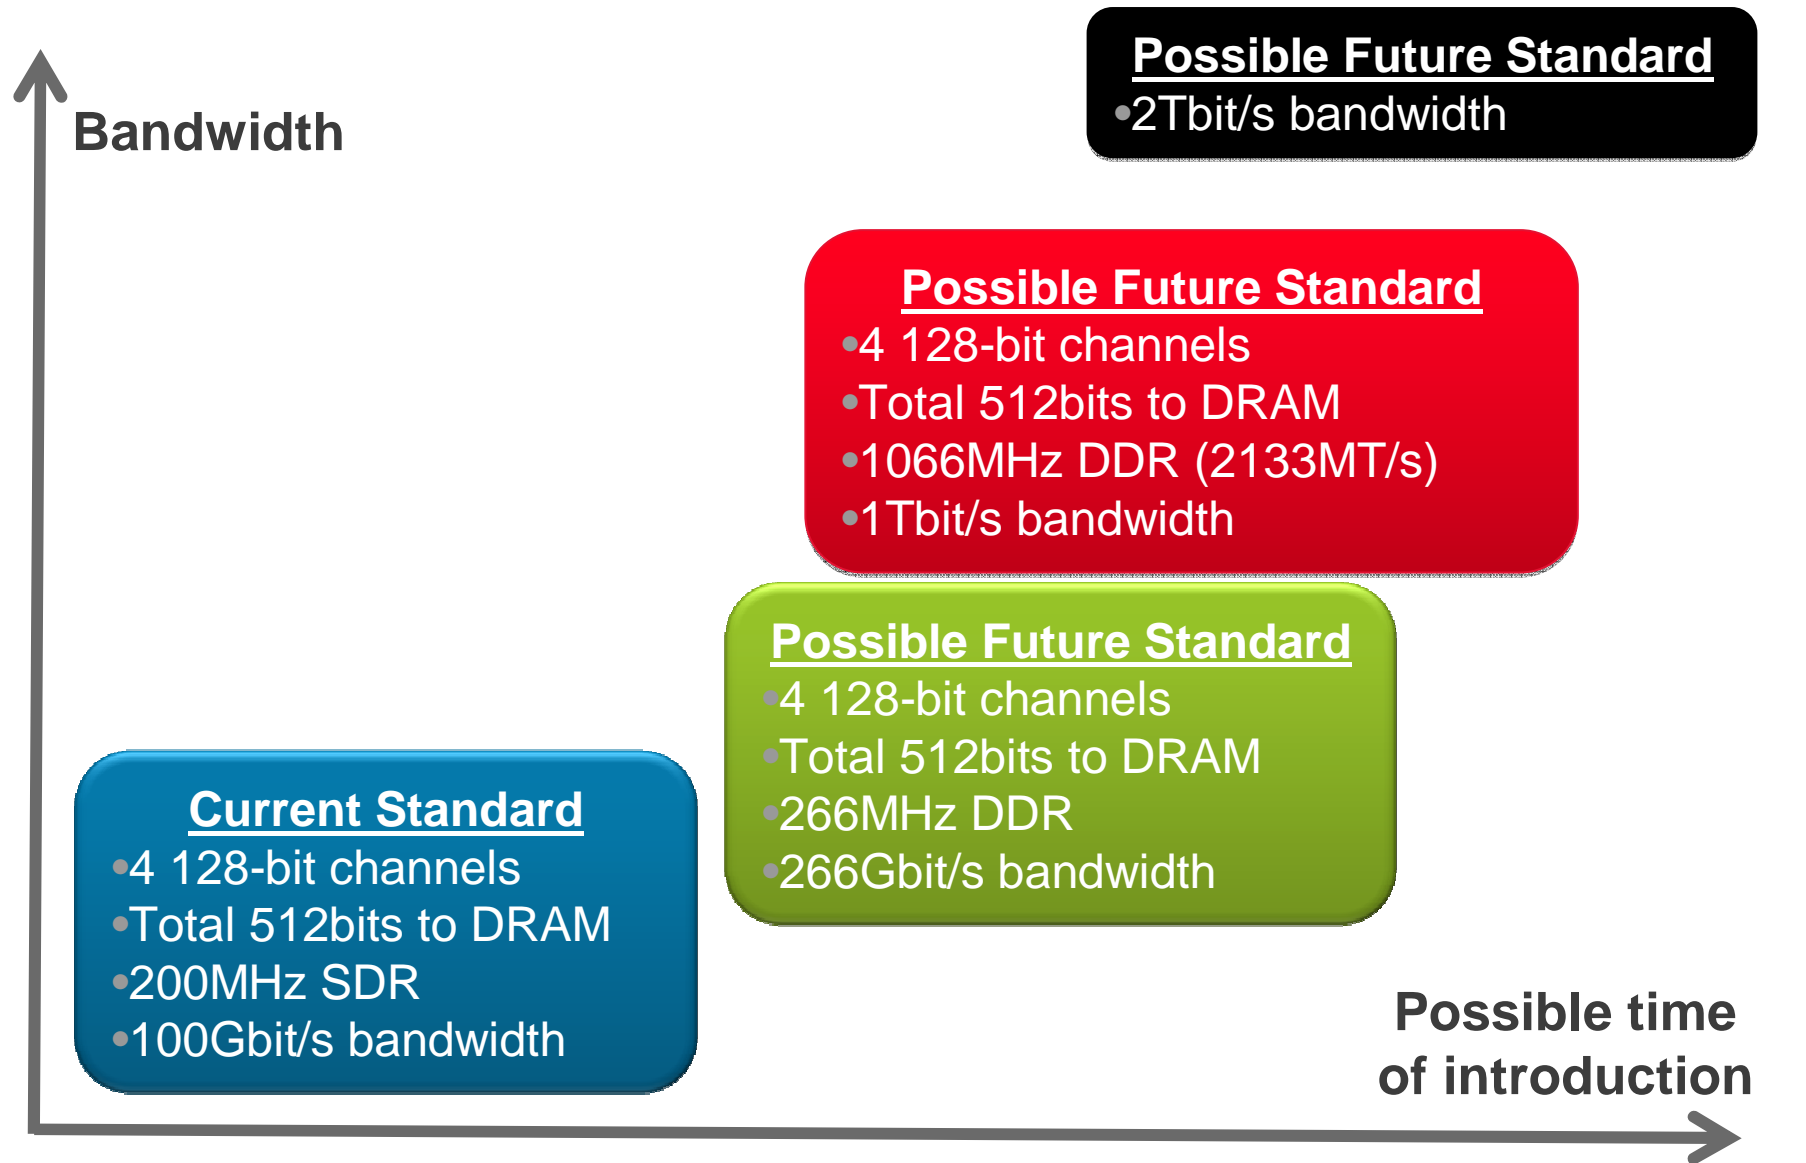 Possible Future Standard
•2Tbit/s bandwidth
Bandwidth
Possible Future Standard
•4 128-bit channels
•Total 512bits to DRAM
•1066MHz DDR (2133MT/s)
•1Tbit/s bandwidth
Possible Future Standard
•4 128-bit channels
•Total 512bits to DRAM
•266MHz DDR
•266Gbit/s bandwidth
Current Standard
•4 128-bit channels
•Total 512bits to DRAM
•200MHz SDR
•100Gbit/s bandwidth
Possible time
of introduction